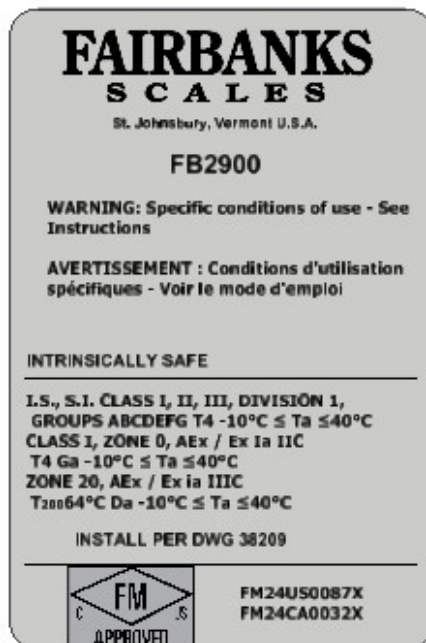 FAIRBANKS
SCALES
St. Johnsbury, Vermont U.S.A.
FB2900
WARNING: Specific conditions of use - See
Instructions
AVERTISSEMENT : Conditions d'utilisation
spécifiques - Voir le mode d'emploi
INTRINSICALLY SAFE
I.S., S.I. CLASS I, II, III, DIVISION 1,
GROUPS ABCDEFG T4 -10°C ≤ Ta ≤40°C
CLASS I, ZONE 0, AEx / Ex Ia IIC
T4 Ga -10°C ≤ Ta ≤40°C
ZONE 20, AEx / Ex ia IIIC
T₂₀₀64°C Da -10°C ≤ Ta ≤40°C
INSTALL PER DWG 38209
FM
C US
APPROVED
FM24US0087X
FM24CA0032X